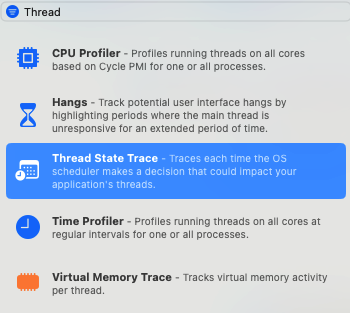 Thread
CPU Profiler - Profiles running threads on all cores
based on Cycle PMI for one or all processes.
Hangs - Track potential user interface hangs by
highlighting periods where the main thread is
unresponsive for an extended period of time.
Thread State Trace - Traces each time the OS
scheduler makes a decision that could impact your
application's threads.
Time Profiler - Profiles running threads on all cores at
regular intervals for one or all processes.
Virtual Memory Trace - Tracks virtual memory activity
per thread.